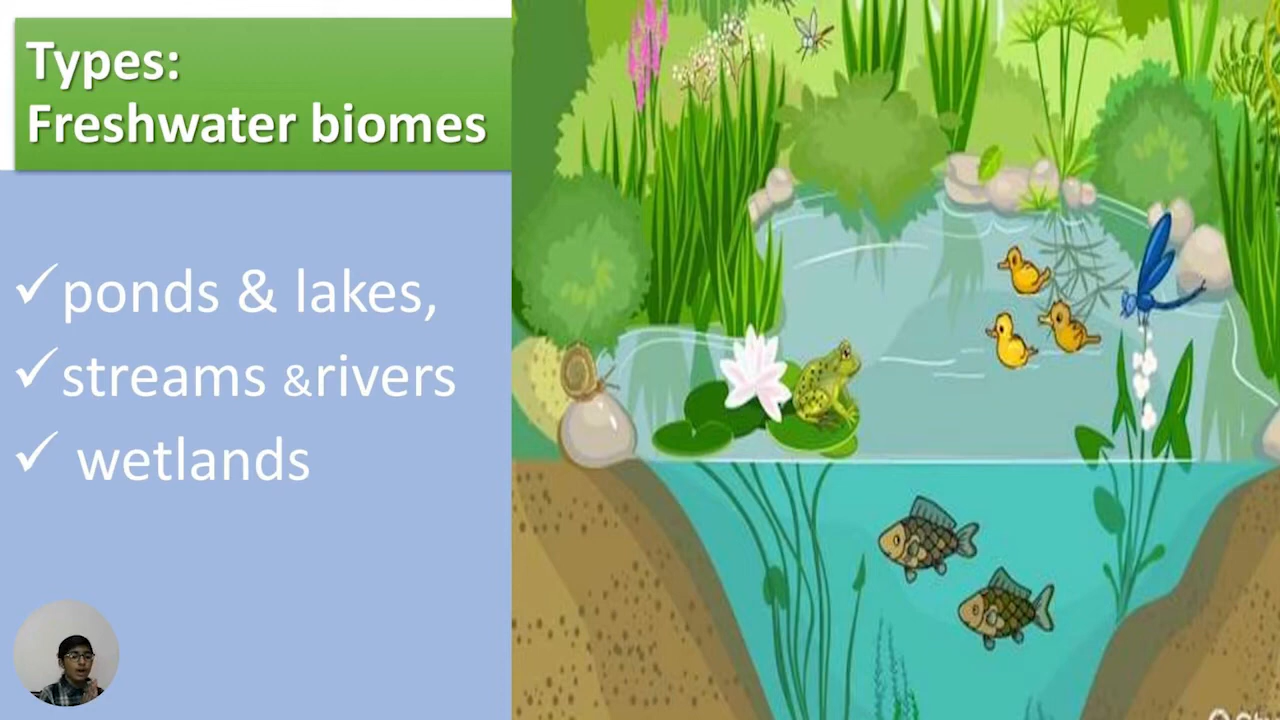 Types:
Freshwater biomes
✓ponds & lakes,
✓streams &rivers
✓ wetlands